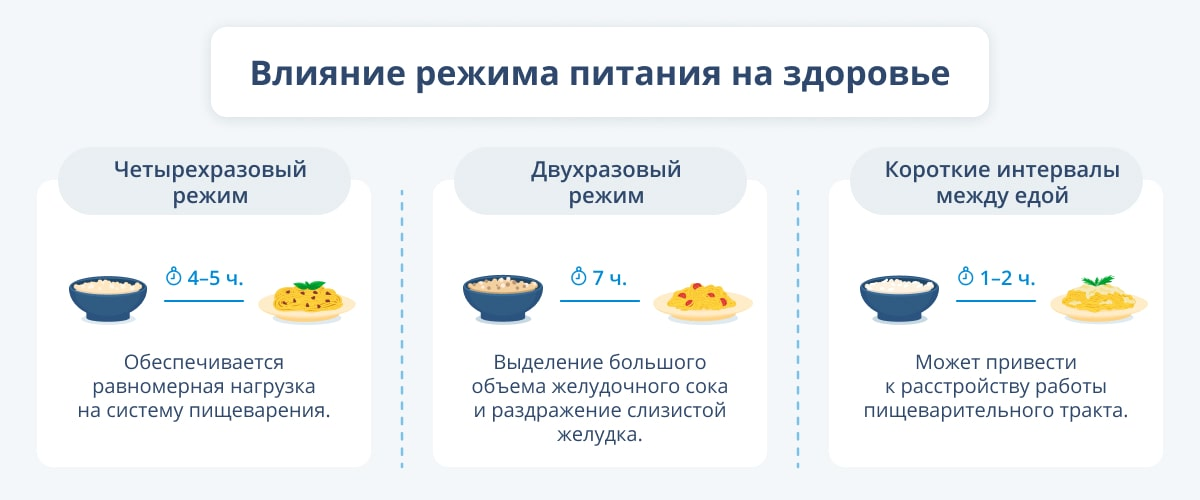 Влияние режима питания на здоровье
Четырехразовый
режим
4–5 ч.
Обеспечивается
равномерная нагрузка
на систему пищеварения.
Двухразовый
режим
7 ч.
Выделение большого
объема желудочного сока
и раздражение слизистой
желудка.
Короткие интервалы
между едой
1–2 ч.
Может привести
к расстройству работы
пищеварительного тракта.